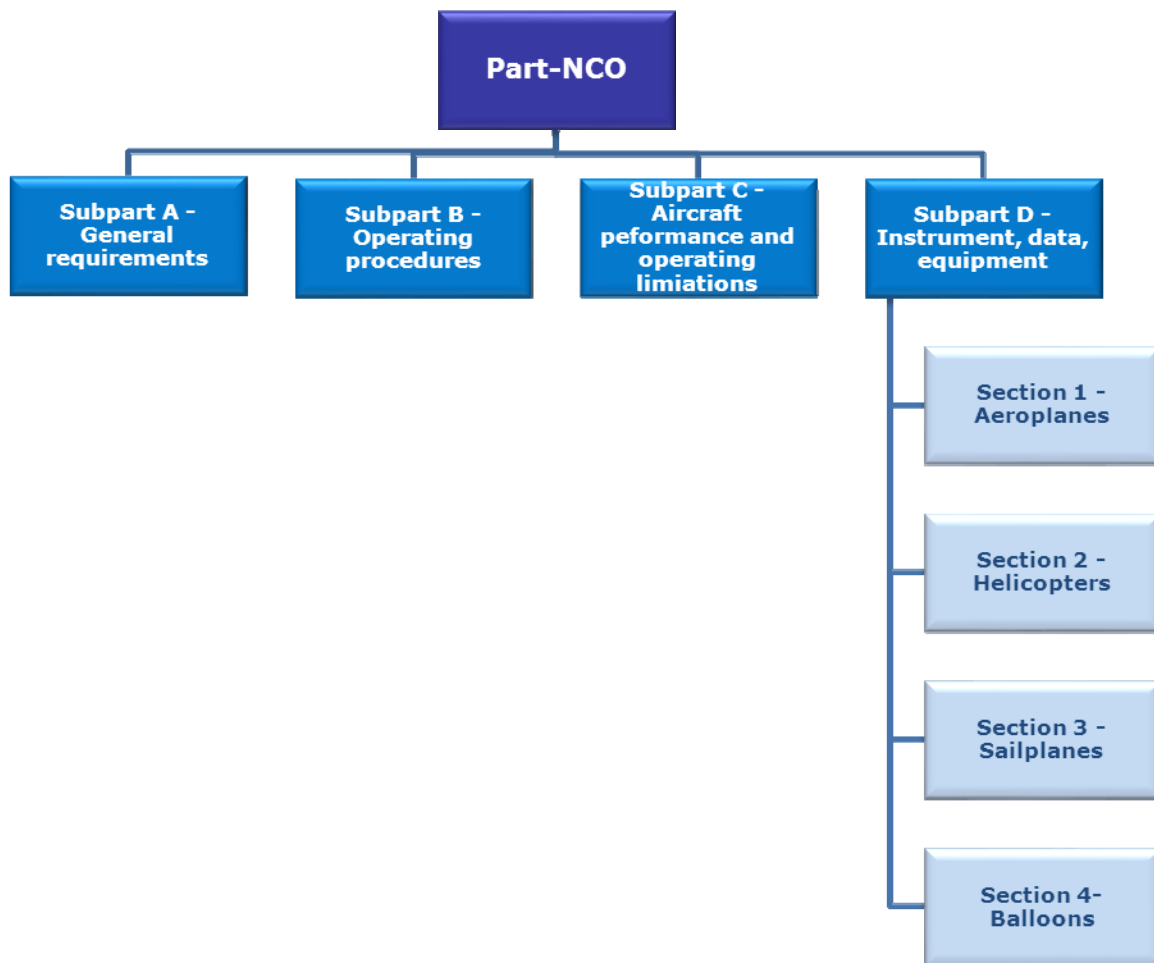 Part-NCO
Subpart A -
General
requirements
Subpart B -
Operating
procedures
Subpart C -
Aircraft
peformance and
operating
limiations
Subpart D -
Instrument, data,
equipment
Section 1 -
Aeroplanes
Section 2 -
Helicopters
Section 3 -
Sailplanes
Section 4-
Balloons